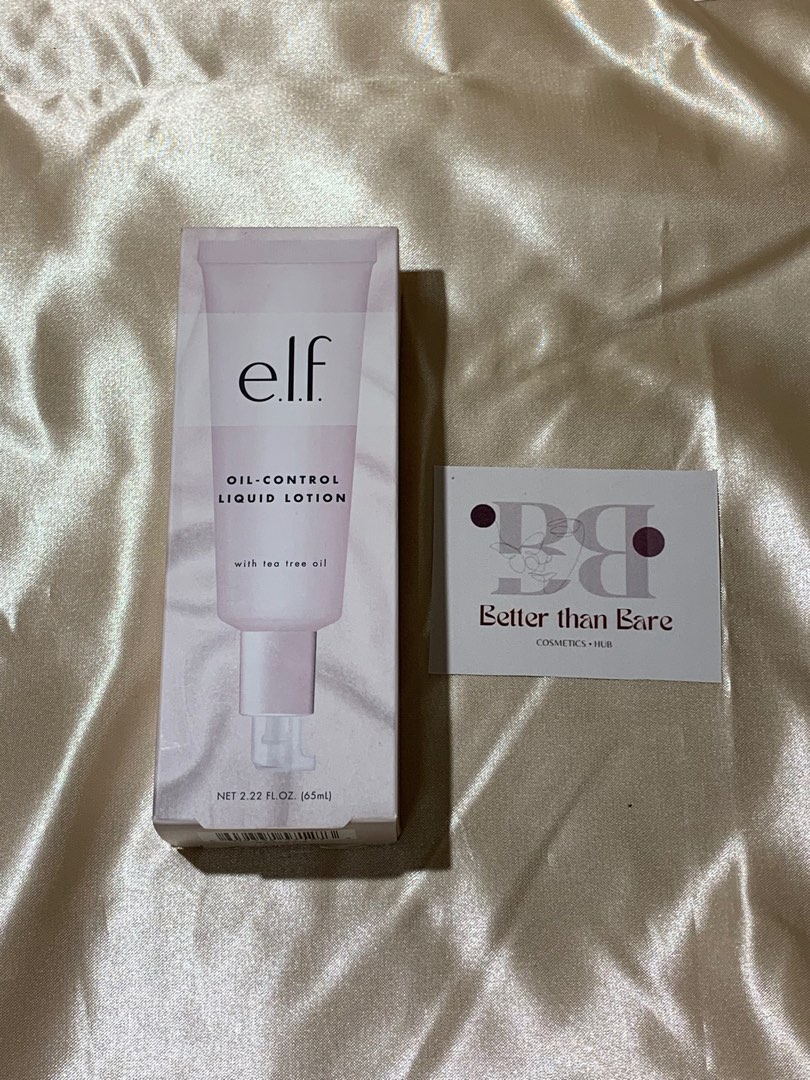 e.l.f.
OIL-CONTROL
LIQUID LOTION
with tea tree oil
NET 2.22 FL.OZ. (65mL)
BB
Better than Bare
COSMETICS • HUB